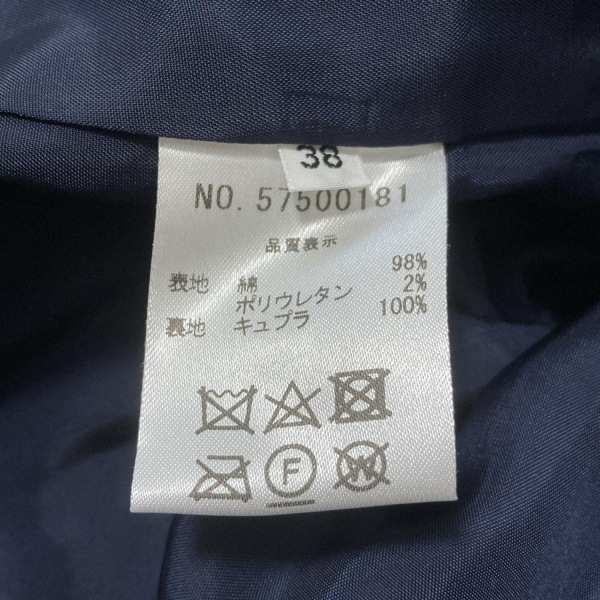 38
NO. 57500181
品質表示
表地 綿 98%
ポリウレタン 2%
裏地 キュプラ 100%
F
W